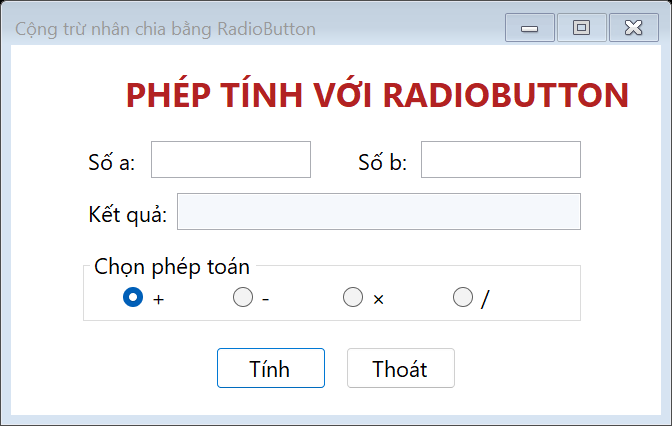 Cộng trừ nhân chia bằng RadioButton
PHÉP TÍNH VỚI RADIOBUTTON
Số a: Số b:
Kết quả:
Chọn phép toán
+ - × /
Tính Thoát